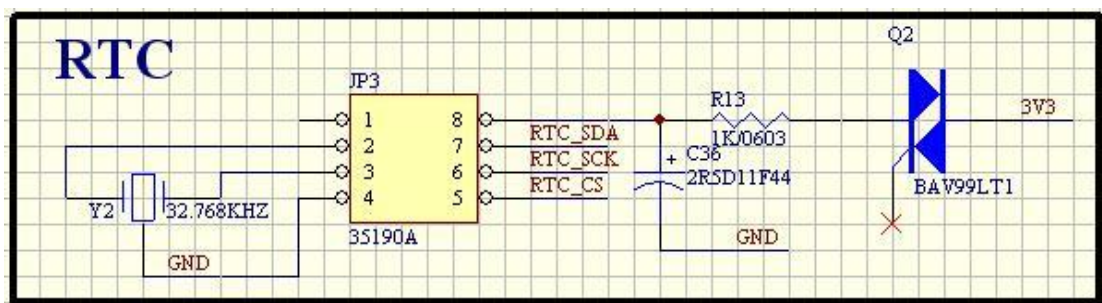 RTC
Q2
JP3
R13
3V3
1 8
RTC_SDA
1K/0603
2 7
RTC_SCK
C36
3 6
2R5D11F44
RTC_CS
BAV99LT1
4 5
Y2
32.768KHZ
35190A
GND
GND